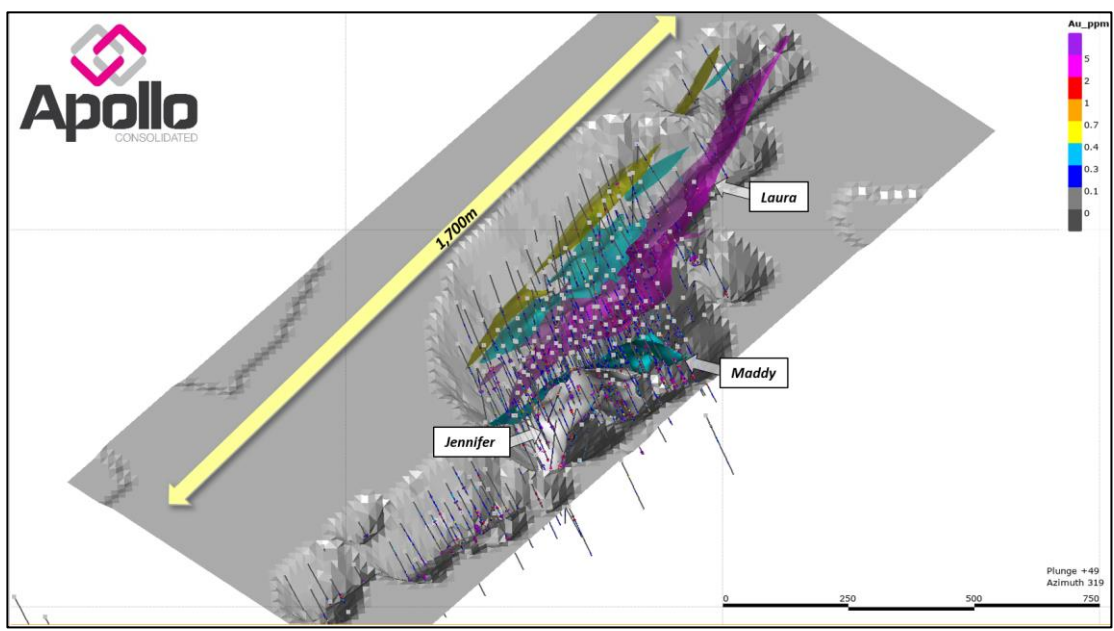 Apollo
CONSOLIDATED
Au_ppm
5
2
1
0.7
0.4
0.3
0.1
0
1,700m
Laura
Maddy
Jennifer
Plunge +49
Azimuth 319
0 250 500 750